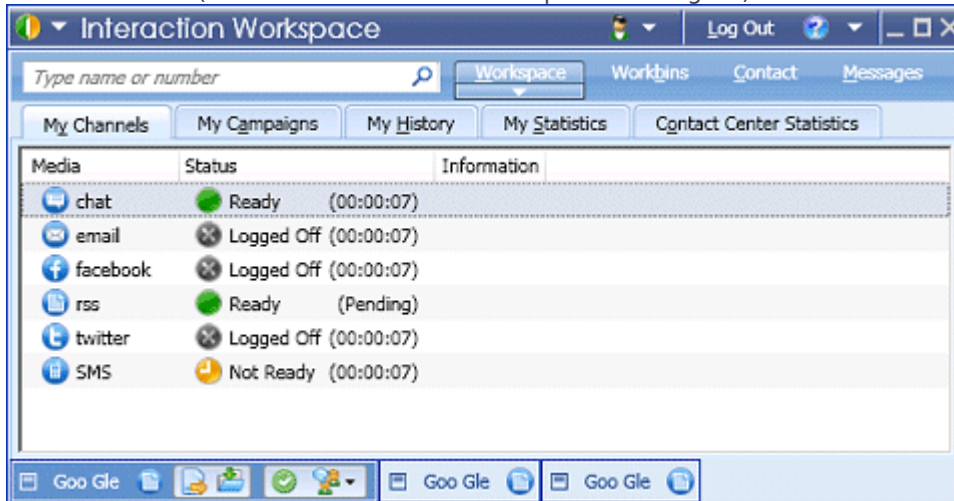 Interaction Workspace Log Out
Type name or number Workspace Workbins Contact Messages
My Channels My Campaigns My History My Statistics Contact Center Statistics
Media Status Information
chat Ready (00:00:07)
email Logged Off (00:00:07)
facebook Logged Off (00:00:07)
rss Ready (Pending)
twitter Logged Off (00:00:07)
SMS Not Ready (00:00:07)
Goo Gle Goo Gle Goo Gle